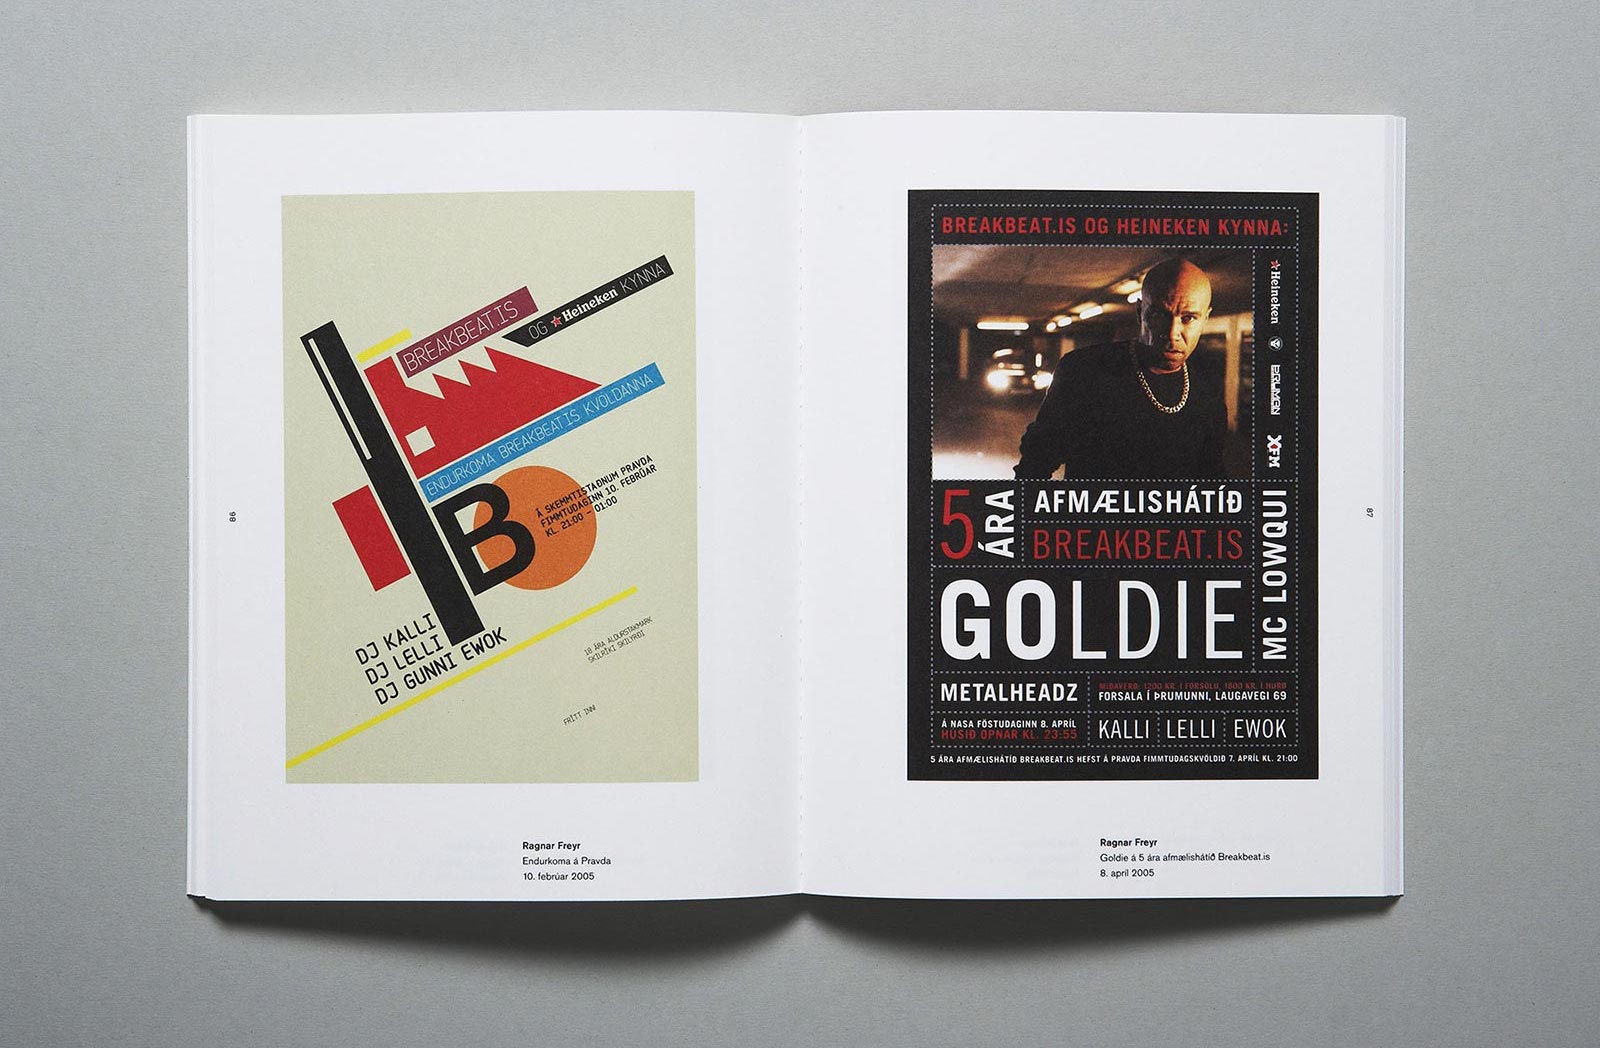 BREAKBEAT.IS
OG Heineken KYNNA
ENDURKOMA BREAKBEAT.IS KVÖLDANNA
B
Á SKEMMTISTAÐNUM PRAVDA
FIMMTUDAGINN 10. FEBRÚAR
KL. 21:00 – 01:00
DJ KALLI
DJ LELLI
DJ GUNNI EWOK
18 ÁRA ALDURSTAKMARK
SKILRÍKI SKILYRÐI
FRÍTT INN
86
Ragnar Freyr
Endurkoma á Pravda
10. febrúar 2005
BREAKBEAT.IS OG HEINEKEN KYNNA:
Heineken
ÞRUMAN
XFM
5 ÁRA
AFMÆLISHÁTÍÐ
BREAKBEAT.IS
GOLDIE
MC LOWQUI
METALHEADZ
MIÐAVERÐ: 1200 KR. Í FORSÖLU, 1800 KR. Í HURÐ
FORSALA Í ÞRUMUNNI, LAUGAVEGI 69
Á NASA FÖSTUDAGINN 8. APRÍL
HÚSIÐ OPNAR KL. 23:55
KALLI LELLI EWOK
5 ÁRA AFMÆLISHÁTÍÐ BREAKBEAT.IS HEFST Á PRAVDA FIMMTUDAGSKVÖLDIÐ 7. APRÍL KL. 21:00
87
Ragnar Freyr
Goldie á 5 ára afmælishátíð Breakbeat.is
8. apríl 2005